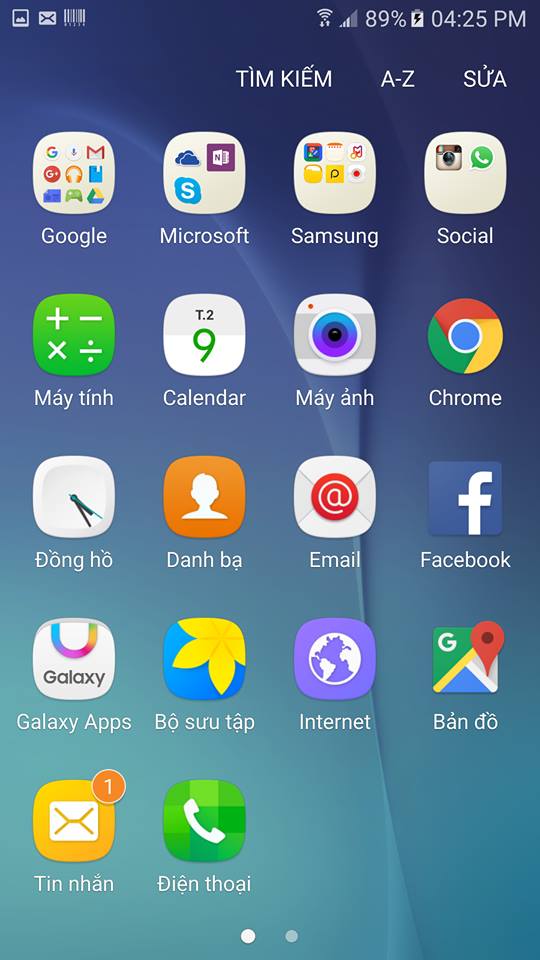 89% 04:25 PM
TÌM KIẾM A-Z SỬA
Google Microsoft Samsung Social
T.2
9
Máy tính Calendar Máy ảnh Chrome
Đồng hồ Danh bạ Email Facebook
G
Galaxy
Galaxy Apps Bộ sưu tập Internet Bản đồ
1
Tin nhắn Điện thoại